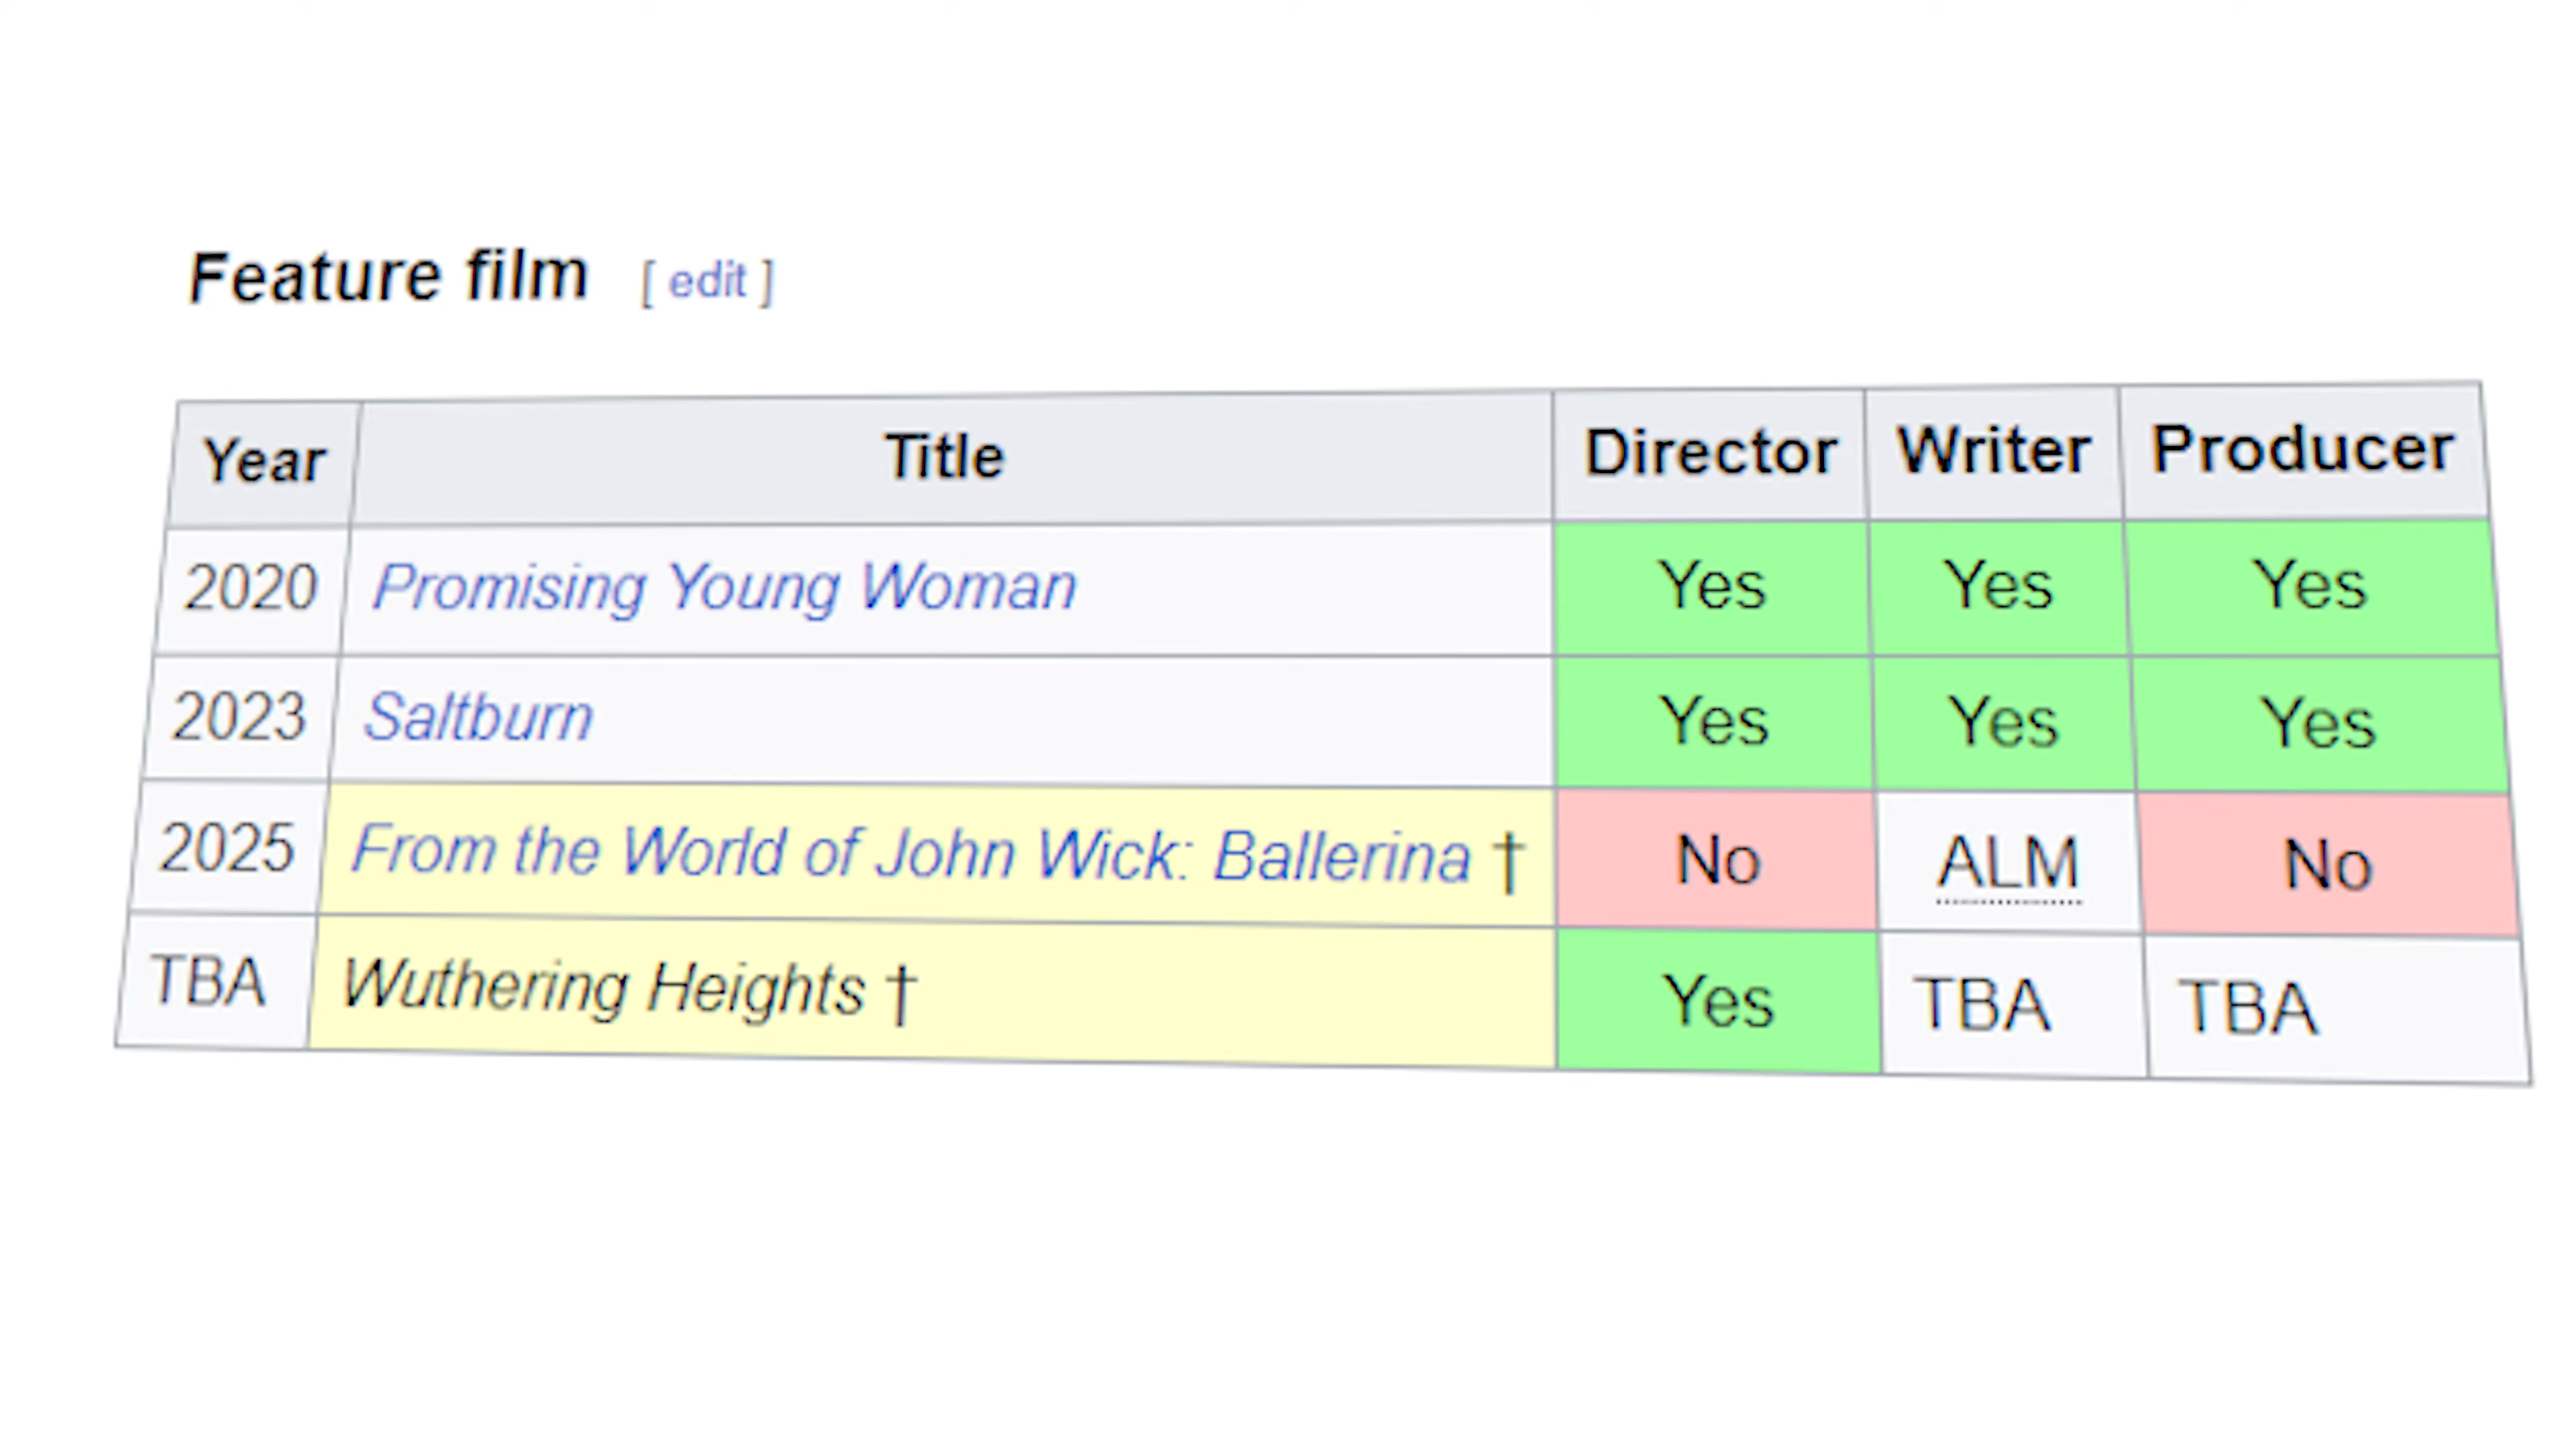 Feature film [ edit ]
Year Title Director Writer Producer
2020 Promising Young Woman Yes Yes Yes
2023 Saltburn Yes Yes Yes
2025 From the World of John Wick: Ballerina † No ALM No
TBA Wuthering Heights † Yes TBA TBA